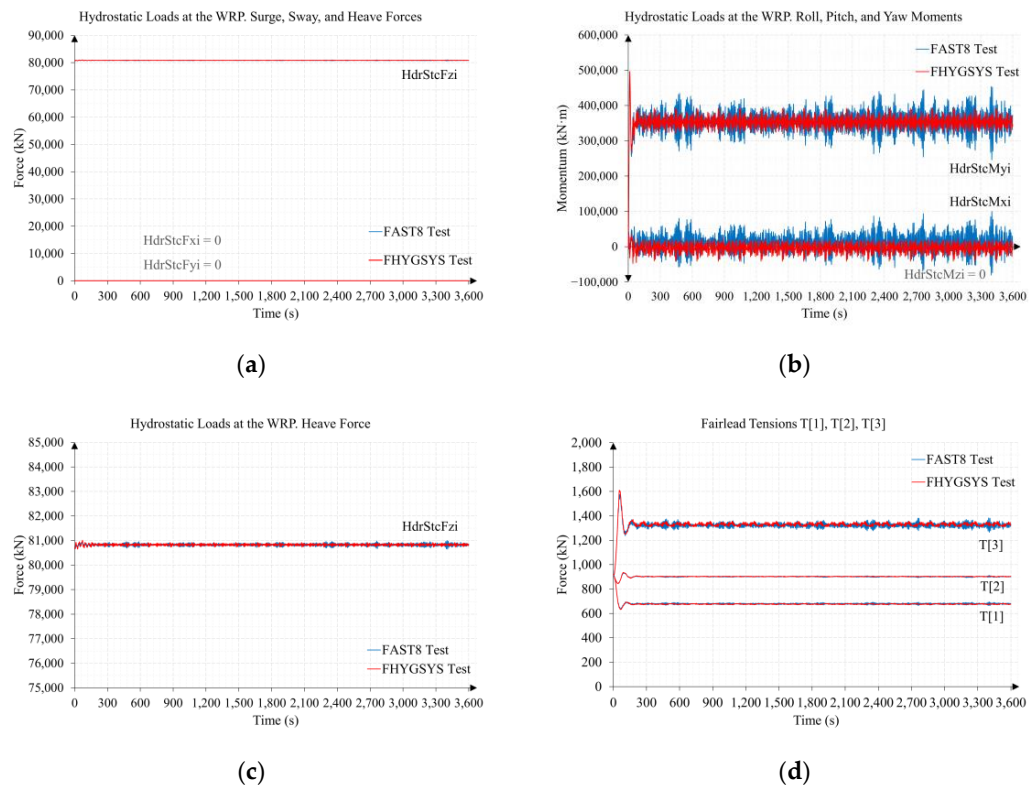 Hydrostatic Loads at the WRP. Surge, Sway, and Heave Forces
90,000
80,000
70,000
60,000
50,000
40,000
30,000
20,000
10,000
0
Force (kN)
HdrStcFzi
HdrStcFxi = 0
HdrStcFyi = 0
FAST8 Test
FHYGSYS Test
0 300 600 900 1,200 1,500 1,800 2,100 2,400 2,700 3,000 3,300 3,600
Time (s)
(a)
Hydrostatic Loads at the WRP. Roll, Pitch, and Yaw Moments
600,000
500,000
400,000
300,000
200,000
100,000
0
−100,000
Momentum (kN·m)
FAST8 Test
FHYGSYS Test
HdrStcMyi
HdrStcMxi
HdrStcMzi = 0
0 300 600 900 1,200 1,500 1,800 2,100 2,400 2,700 3,000 3,300 3,600
Time (s)
(b)
Hydrostatic Loads at the WRP. Heave Force
85,000
84,000
83,000
82,000
81,000
80,000
79,000
78,000
77,000
76,000
75,000
Force (kN)
HdrStcFzi
FAST8 Test
FHYGSYS Test
0 300 600 900 1,200 1,500 1,800 2,100 2,400 2,700 3,000 3,300 3,600
Time (s)
(c)
Fairlead Tensions T[1], T[2], T[3]
2,000
1,800
1,600
1,400
1,200
1,000
800
600
400
200
0
Force (kN)
FAST8 Test
FHYGSYS Test
T[3]
T[2]
T[1]
0 300 600 900 1,200 1,500 1,800 2,100 2,400 2,700 3,000 3,300 3,600
Time (s)
(d)